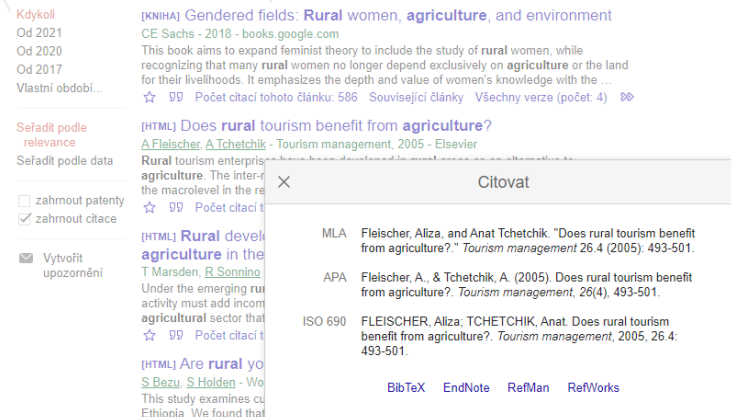 Kdykoli
Od 2021
Od 2020
Od 2017
Vlastní období...
Seřadit podle
relevance
Seřadit podle data
zahrnout patenty
zahrnout citace
Vytvořit
upozornění
[KNIHA] Gendered fields: Rural women, agriculture, and environment
CE Sachs - 2018 - books.google.com
This book aims to expand feminist theory to include the study of rural women, while
recognizing that many rural women no longer depend exclusively on agriculture or the land
for their livelihoods. It emphasizes the depth and value of women's knowledge with the ...
Počet citací tohoto článku: 586 Související články Všechny verze (počet: 4)
[HTML] Does rural tourism benefit from agriculture?
A Fleischer, A Tchetchik - Tourism management, 2005 - Elsevier
Rural tourism enterprises have been developed in rural areas as an alternative to
agriculture. The inter-r
the macrolevel in the re
Počet citací t
[HTML] Rural develo
agriculture in the
T Marsden, R Sonnino
Under the emerging rur
activity must add incom
agricultural sector that
Počet citací t
[HTML] Are rural yo
S Bezu, S Holden - Wo
This study examines cu
Ethiopia. We found that
Citovat
MLA Fleischer, Aliza, and Anat Tchetchik. "Does rural tourism benefit
from agriculture?." Tourism management 26.4 (2005): 493-501.
APA Fleischer, A., & Tchetchik, A. (2005). Does rural tourism benefit
from agriculture?. Tourism management, 26(4), 493-501.
ISO 690 FLEISCHER, Aliza; TCHETCHIK, Anat. Does rural tourism
benefit from agriculture?. Tourism management, 2005, 26.4:
493-501.
BibTeX EndNote RefMan RefWorks